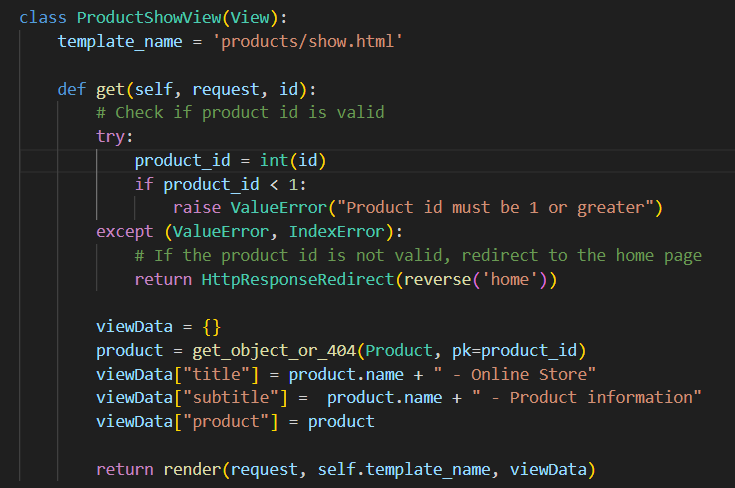 class ProductShowView(View):
    template_name = 'products/show.html'

    def get(self, request, id):
        # Check if product id is valid
        try:
            product_id = int(id)
            if product_id < 1:
                raise ValueError("Product id must be 1 or greater")
        except (ValueError, IndexError):
            # If the product id is not valid, redirect to the home page
            return HttpResponseRedirect(reverse('home'))

        viewData = {}
        product = get_object_or_404(Product, pk=product_id)
        viewData["title"] = product.name + " - Online Store"
        viewData["subtitle"] =  product.name + " - Product information"
        viewData["product"] = product

        return render(request, self.template_name, viewData)